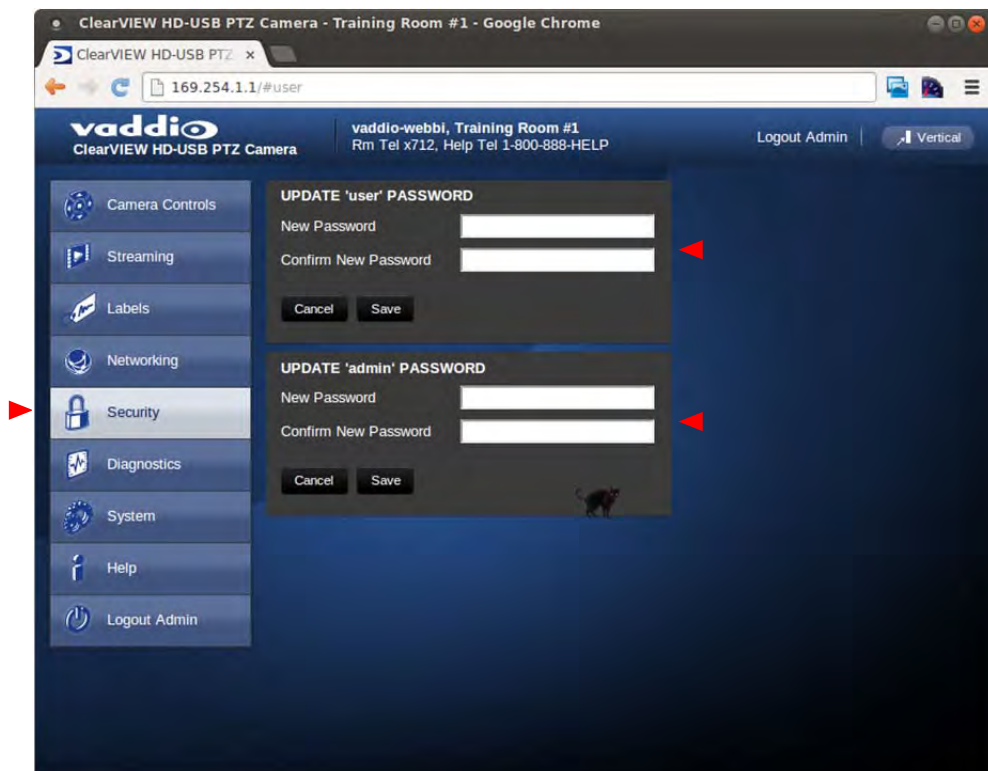 ClearVIEW HD-USB PTZ Camera - Training Room #1 - Google Chrome
ClearVIEW HD-USB PTZ
169.254.1.1/#user
vaddio
ClearVIEW HD-USB PTZ Camera
vaddio-webbi, Training Room #1
Rm Tel x712, Help Tel 1-800-888-HELP
Logout Admin
Vertical
Camera Controls
Streaming
Labels
Networking
Security
Diagnostics
System
Help
Logout Admin
UPDATE 'user' PASSWORD
New Password
Confirm New Password
Cancel
Save
UPDATE 'admin' PASSWORD
New Password
Confirm New Password
Cancel
Save